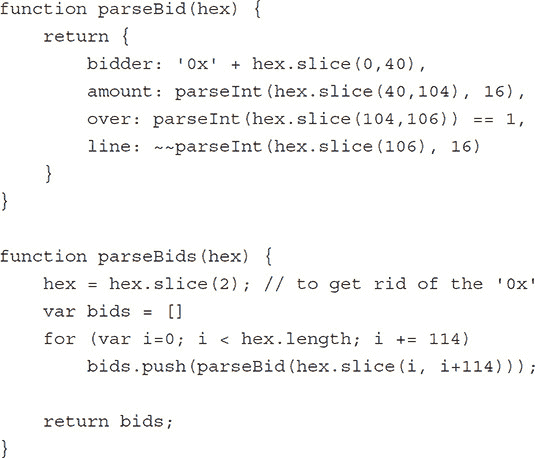 function parseBid(hex) {
    return {
        bidder: '0x' + hex.slice(0,40),
        amount: parseInt(hex.slice(40,104), 16),
        over: parseInt(hex.slice(104,106)) == 1,
        line: ~~parseInt(hex.slice(106), 16)
    }
}

function parseBids(hex) {
    hex = hex.slice(2); // to get rid of the '0x'
    var bids = []
    for (var i=0; i < hex.length; i += 114)
        bids.push(parseBid(hex.slice(i, i+114)));

    return bids;
}